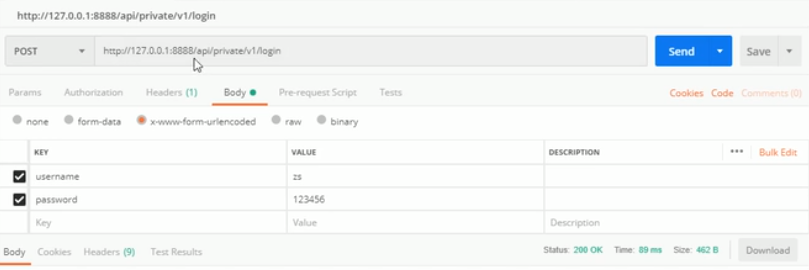 http://127.0.0.1:8888/api/private/v1/login
POST http://127.0.0.1:8888/api/private/v1/login Send Save
Params Authorization Headers (1) Body Pre-request Script Tests Cookies Code Comments (0)
none form-data x-www-form-urlencoded raw binary
KEY VALUE DESCRIPTION ••• Bulk Edit
username zs
password 123456
Key Value Description
Body Cookies Headers (9) Test Results Status: 200 OK Time: 89 ms Size: 462 B Download